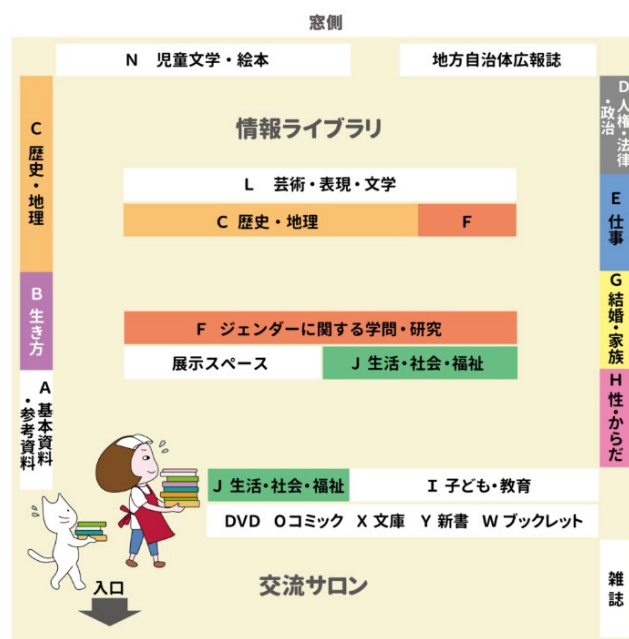 窓側
N 児童文学・絵本
地方自治体広報誌
C 歴史・地理
D 人権・法律
・政治
情報ライブラリ
L 芸術・表現・文学
C 歴史・地理
F
E 仕事
B 生き方
G 結婚・家族
F ジェンダーに関する学問・研究
展示スペース
J 生活・社会・福祉
A 基本資料
・参考資料
H 性・からだ
J 生活・社会・福祉
I 子ども・教育
DVD Oコミック X 文庫 Y 新書 W ブックレット
入口
交流サロン
雑誌